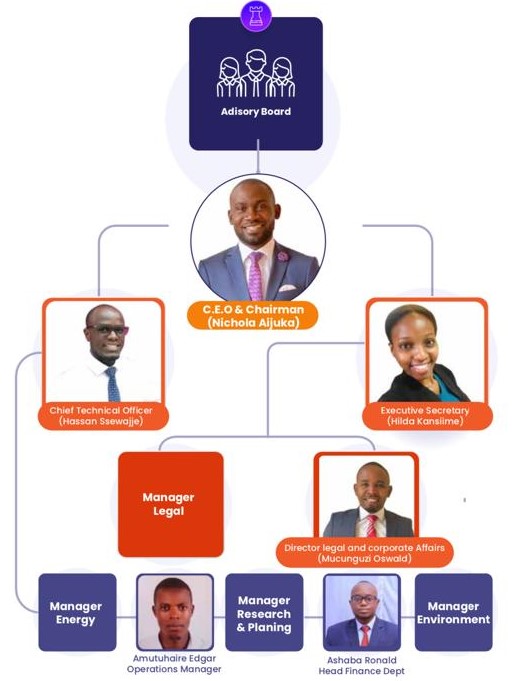 Adisory Board
C.E.O & Chairman
(Nichola Aijuka)
Chief Technical Officer
(Hassan Ssewajje)
Executive Secretary
(Hilda Kansiime)
Manager
Legal
Director legal and corporate Affairs
(Mucunguzi Oswald)
Manager
Energy
Amutuhaire Edgar
Operations Manager
Manager
Research
& Planing
Ashaba Ronald
Head Finance Dept
Manager
Environment